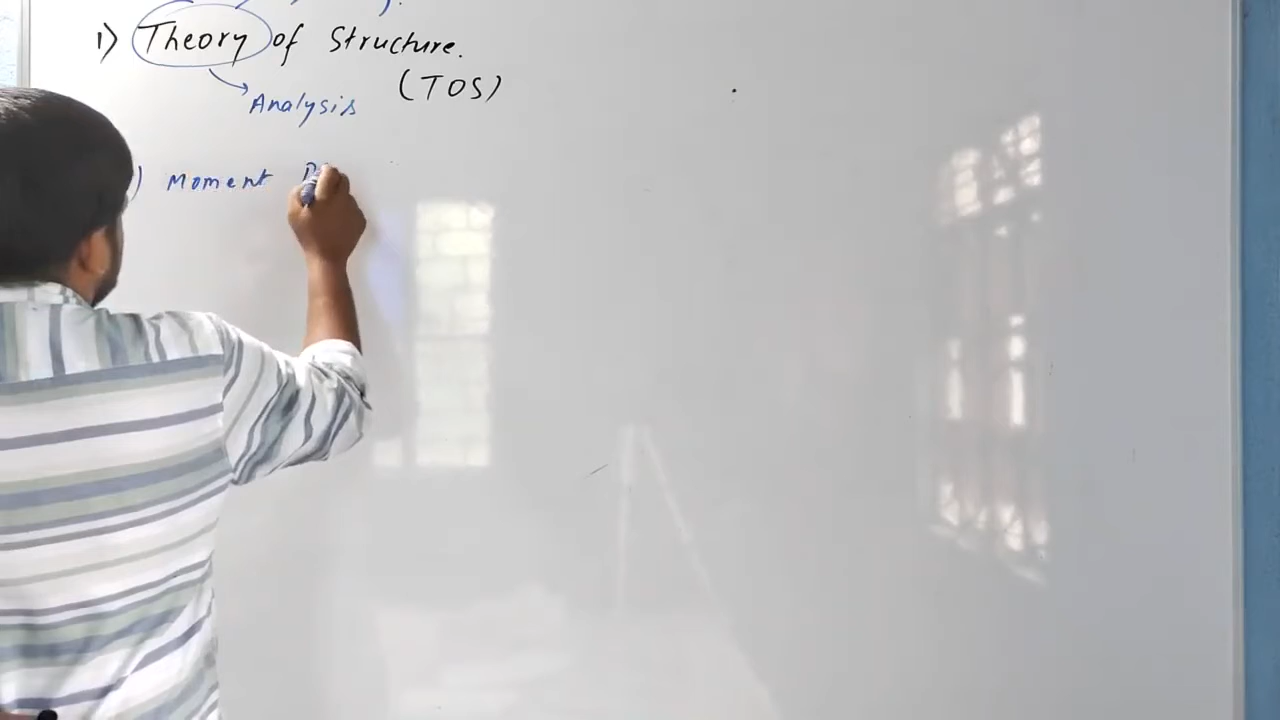 1) Theory of Structure.
(TOS)
Analysis
) Moment